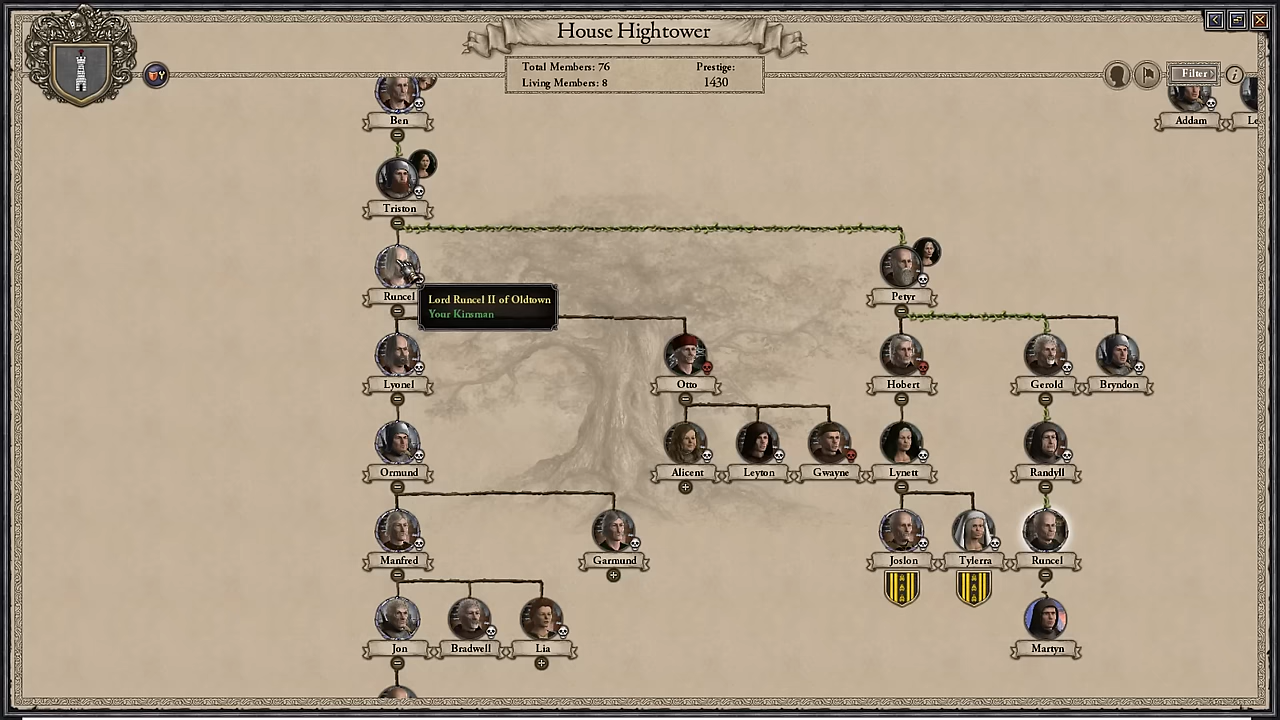 House Hightower
Total Members: 76
Prestige:
Living Members: 8
1430
Filter
Ben
Addam
Le
Triston
Runcel
Petyr
Lord Runcel II of Oldtown
Your Kinsman
Lyonel
Otto
Hobert
Gerold
Bryndon
Ormund
Alicent
Leyton
Gwayne
Lynett
Randyll
Manfred
Garmund
Joslon
Tylerra
Runcel
Jon
Bradwell
Lia
Martyn